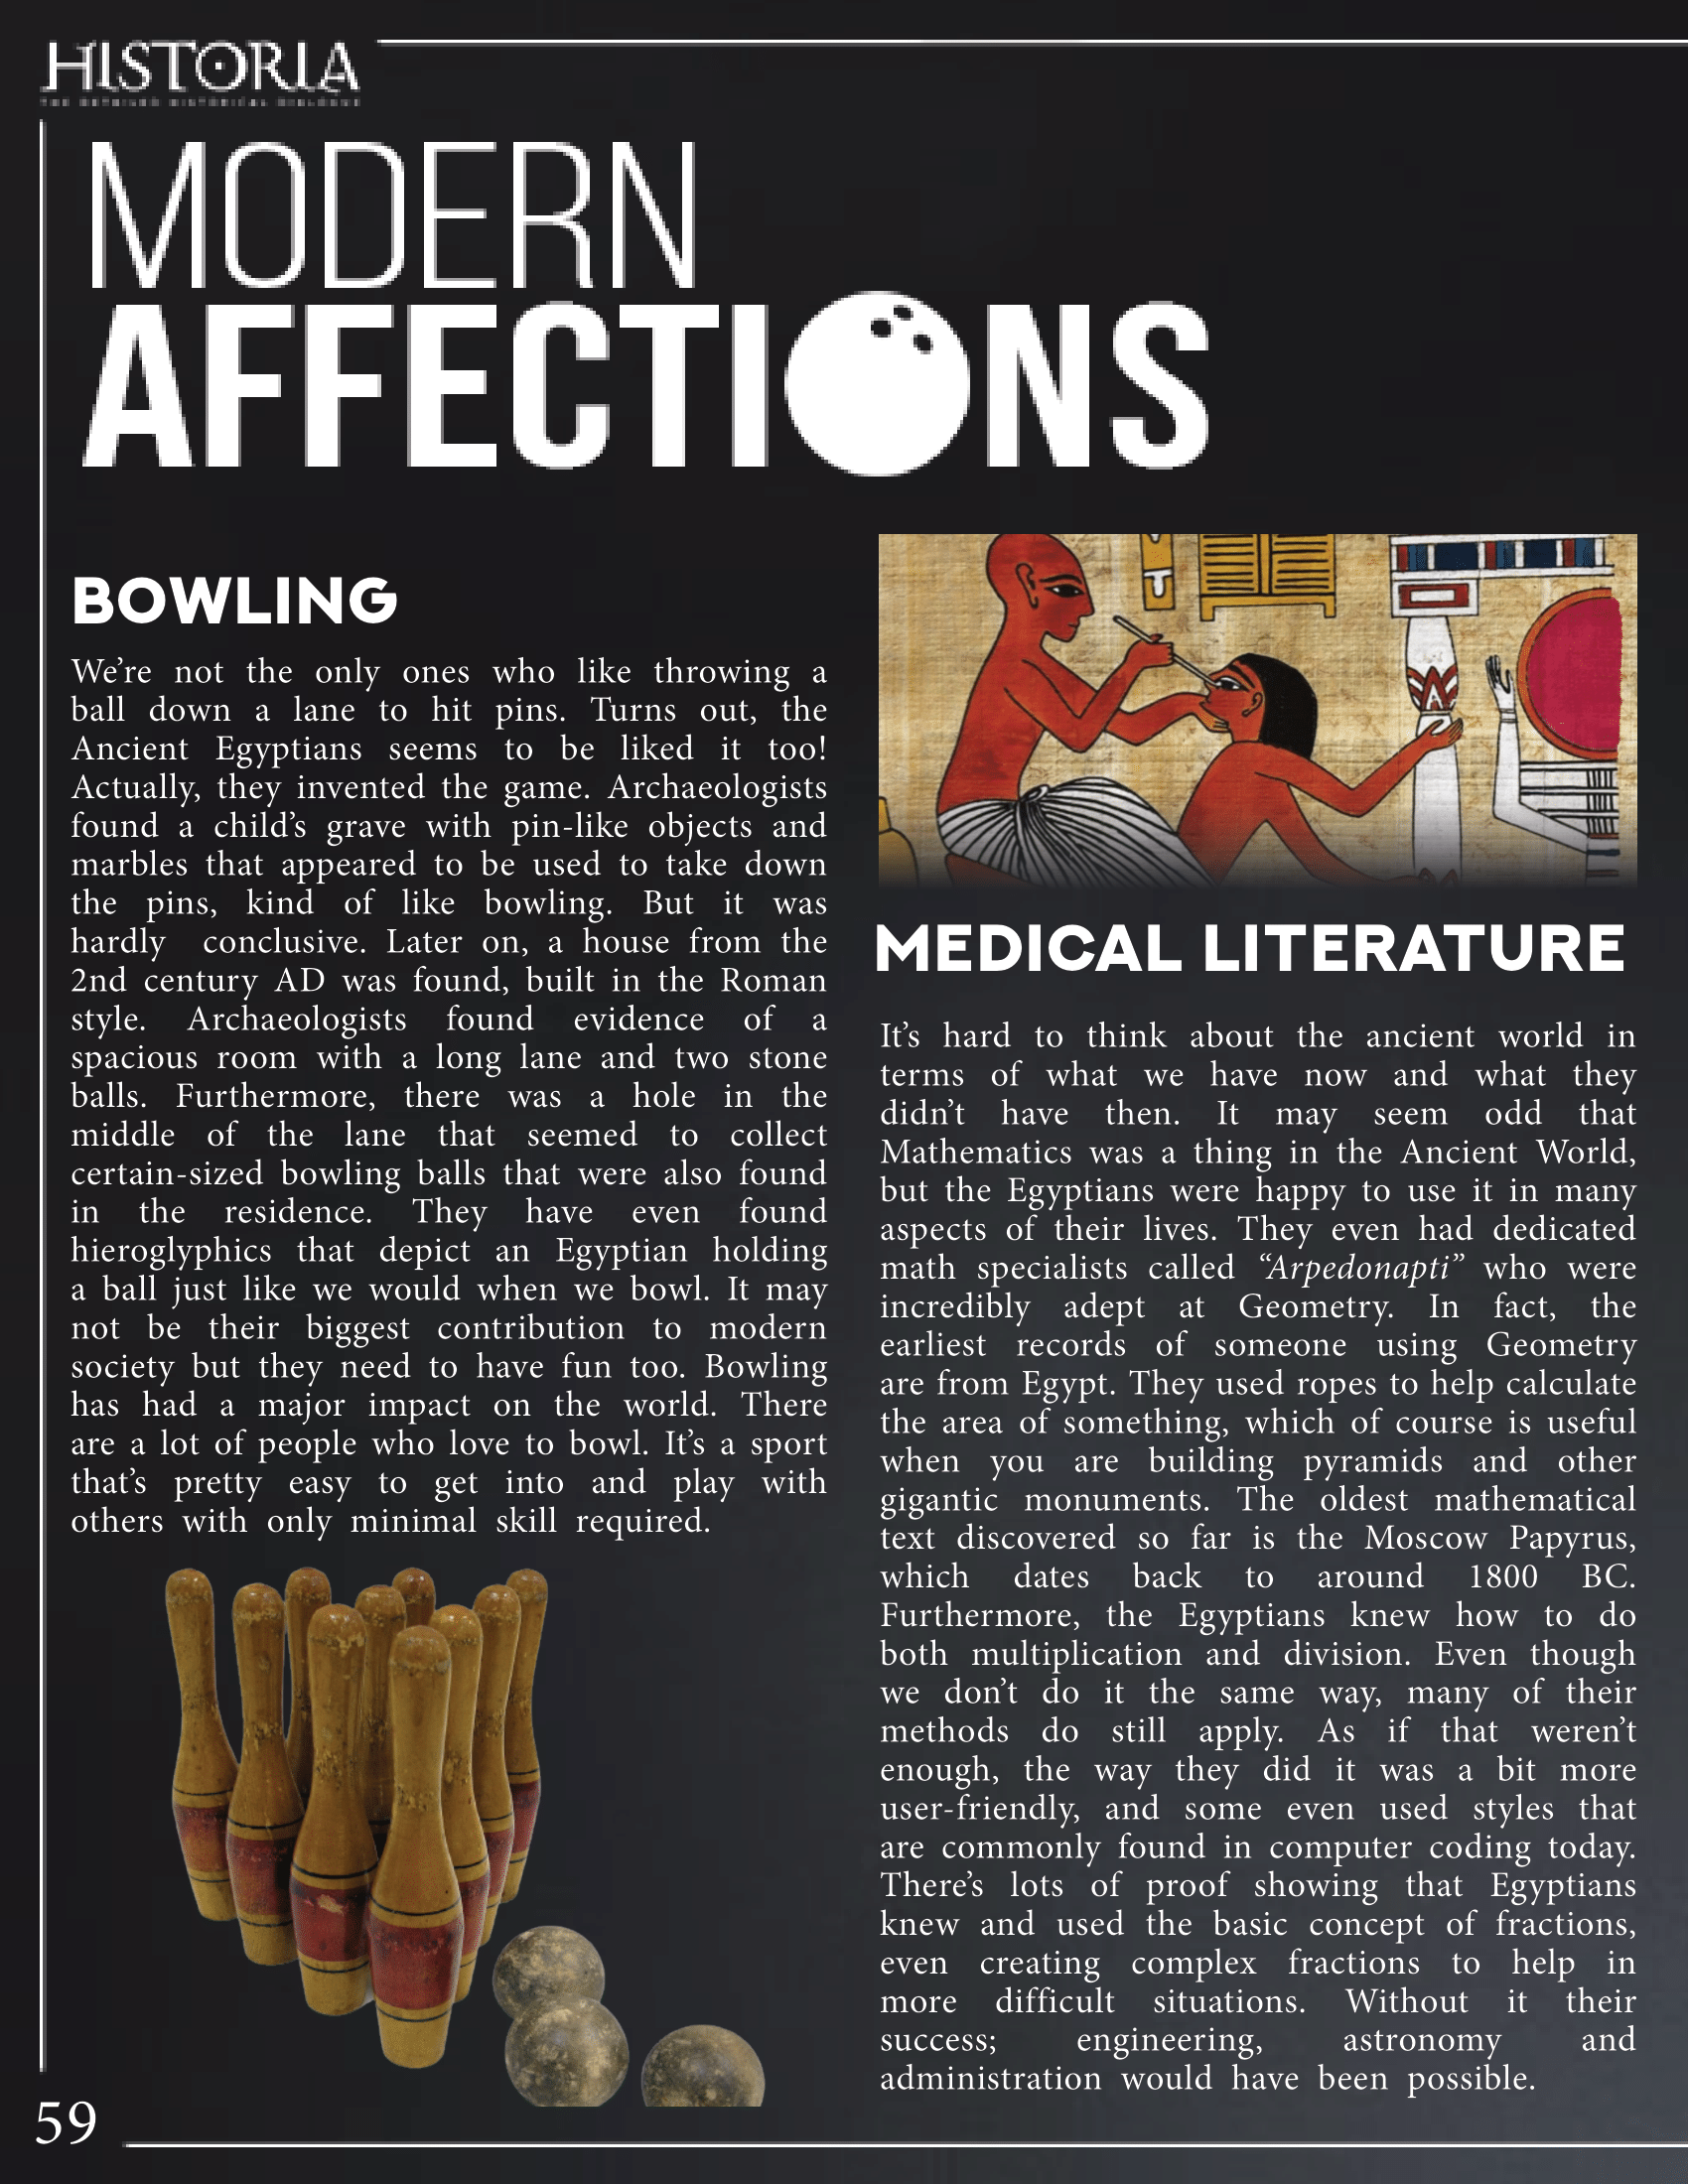 HISTORIA
MODERN
AFFECTIONS
BOWLING
We're not the only ones who like throwing a
ball down a lane to hit pins. Turns out, the
Ancient Egyptians seems to be liked it too!
Actually, they invented the game. Archaeologists
found a child's grave with pin-like objects and
marbles that appeared to be used to take down
the pins, kind of like bowling. But it was
hardly conclusive. Later on, a house from the
2nd century AD was found, built in the Roman
style. Archaeologists found evidence of a
spacious room with a long lane and two stone
balls. Furthermore, there was a hole in the
middle of the lane that seemed to collect
certain-sized bowling balls that were also found
in the residence. They have even found
hieroglyphics that depict an Egyptian holding
a ball just like we would when we bowl. It may
not be their biggest contribution to modern
society but they need to have fun too. Bowling
has had a major impact on the world. There
are a lot of people who love to bowl. It's a sport
that's pretty easy to get into and play with
others with only minimal skill required.
MEDICAL LITERATURE
It's hard to think about the ancient world in
terms of what we have now and what they
didn't have then. It may seem odd that
Mathematics was a thing in the Ancient World,
but the Egyptians were happy to use it in many
aspects of their lives. They even had dedicated
math specialists called “Arpedonapti” who were
incredibly adept at Geometry. In fact, the
earliest records of someone using Geometry
are from Egypt. They used ropes to help calculate
the area of something, which of course is useful
when you are building pyramids and other
gigantic monuments. The oldest mathematical
text discovered so far is the Moscow Papyrus,
which dates back to around 1800 BC.
Furthermore, the Egyptians knew how to do
both multiplication and division. Even though
we don't do it the same way, many of their
methods do still apply. As if that weren't
enough, the way they did it was a bit more
user-friendly, and some even used styles that
are commonly found in computer coding today.
There's lots of proof showing that Egyptians
knew and used the basic concept of fractions,
even creating complex fractions to help in
more difficult situations. Without it their
success; engineering, astronomy and
administration would have been possible.
59